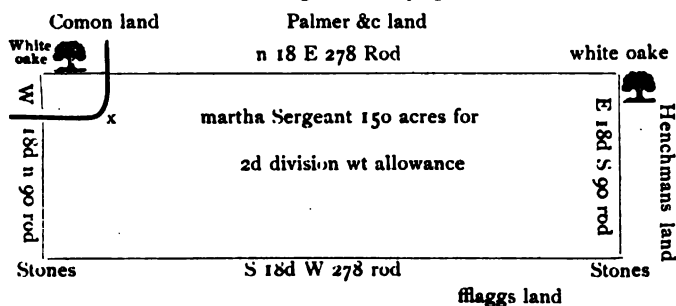 Comon land
Palmer &c land
White
oake
n 18 E 278 Rod
white oake
W 18d n 90 rod
x
martha Sergeant 150 acres for
2d division wt allowance
E 18d S 90 rod
Henchmans land
Stones
S 18d W 278 rod
Stones
fflaggs land